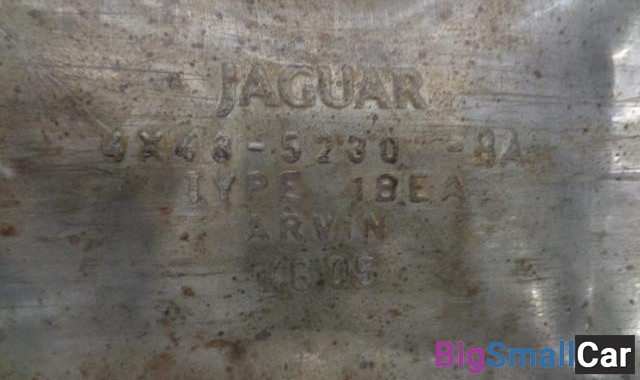 JAGUAR
4X43-5230 -BA
TYPE 18EA
ARVIN
BigSmallCar